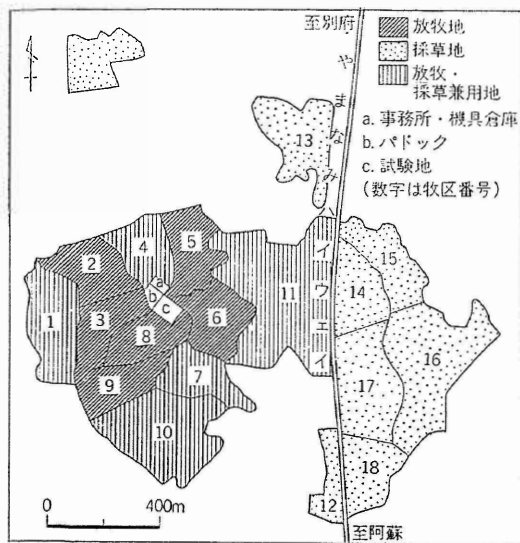 至別府
やまなみハイウェイ
放牧地
採草地
放牧・
採草兼用地
a. 事務所・機具倉庫
b. パドック
c. 試験地
(数字は牧区番号)
13
5
4
2
a
b
c
15
14
1
3
8
6
11
16
9
7
17
10
18
12
0 400m
至阿蘇